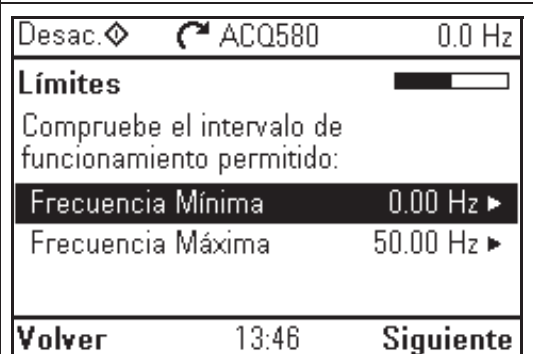 Desac. ACQ580 0.0 Hz
Límites
Compruebe el intervalo de
funcionamiento permitido:
Frecuencia Mínima 0.00 Hz
Frecuencia Máxima 50.00 Hz
Volver 13:46 Siguiente